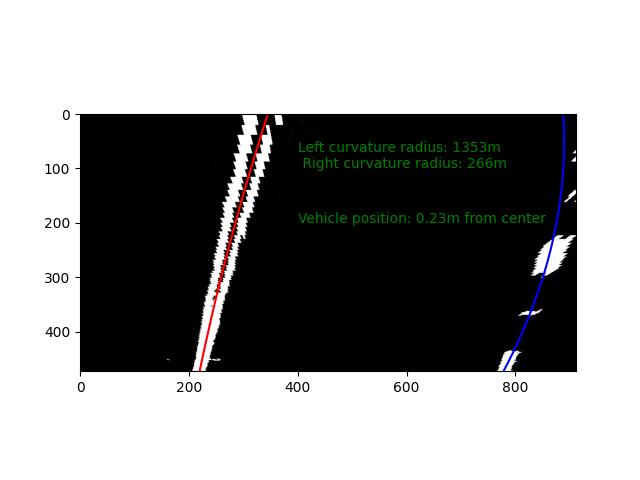 0
Left curvature radius: 1353m
Right curvature radius: 266m
100
200
Vehicle position: 0.23m from center
300
400
0 200 400 600 800